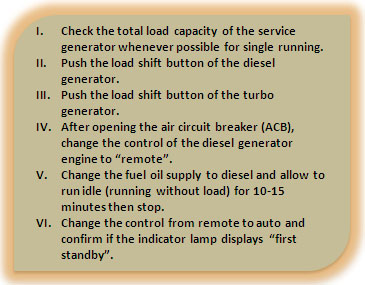 I. Check the total load capacity of the service
generator whenever possible for single running.
II. Push the load shift button of the diesel
generator.
III. Push the load shift button of the turbo
generator.
IV. After opening the air circuit breaker (ACB),
change the control of the diesel generator
engine to “remote”.
V. Change the fuel oil supply to diesel and allow to
run idle (running without load) for 10-15
minutes then stop.
VI. Change the control from remote to auto and
confirm if the indicator lamp displays “first
standby”.